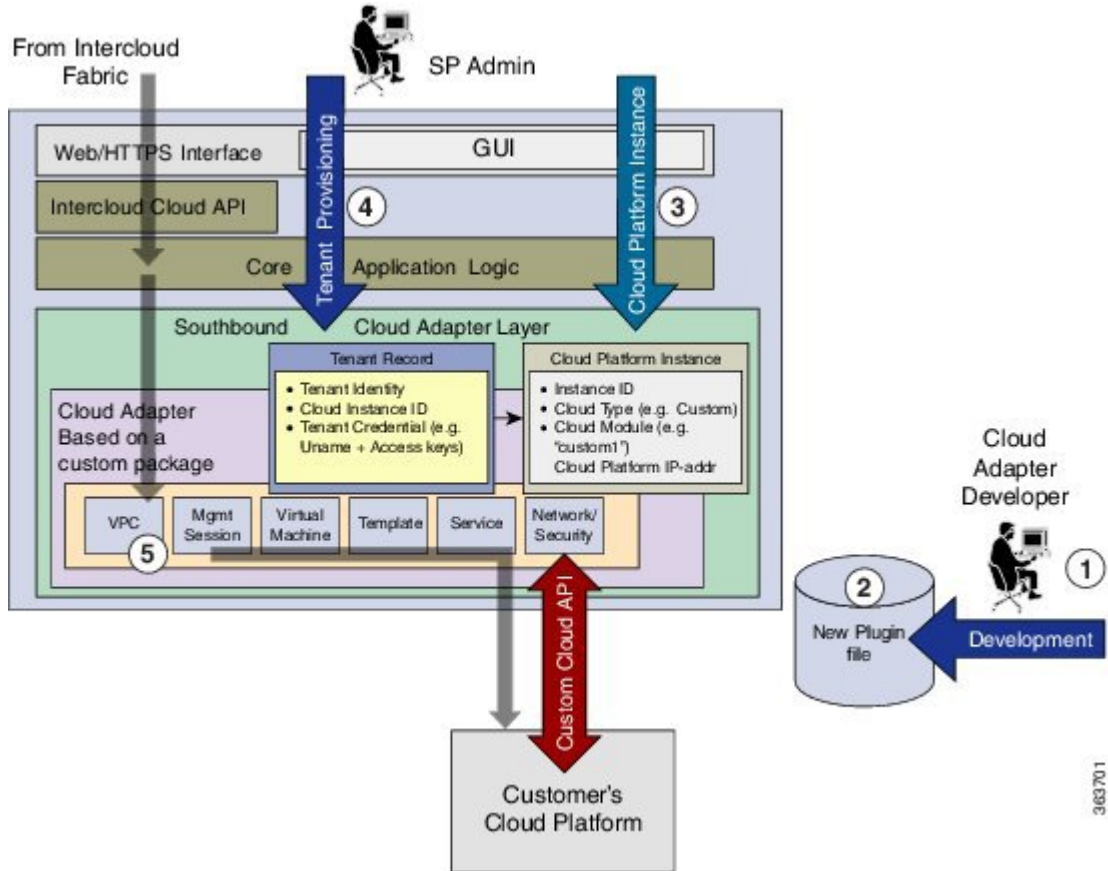 From Intercloud
Fabric
SP Admin
Web/HTTPS Interface
GUI
Intercloud Cloud API
Tenant Provisioning
4
Cloud Platform Instance
3
Core Application Logic
Southbound Cloud Adapter Layer
Tenant Record
• Tenant Identity
• Cloud Instance ID
• Tenant Credential (e.g.
Uname + Access keys)
Cloud Platform Instance
• Instance ID
• Cloud Type (e.g. Custom)
• Cloud Module (e.g.
"custom1")
Cloud Platform IP-addr
Cloud Adapter
Based on a
custom package
VPC
Mgmt
Session
Virtual
Machine
Template
Service
Network/
Security
5
Custom Cloud API
Customer's
Cloud Platform
Cloud
Adapter
Developer
1
2
New Plugin
file
Development
363701